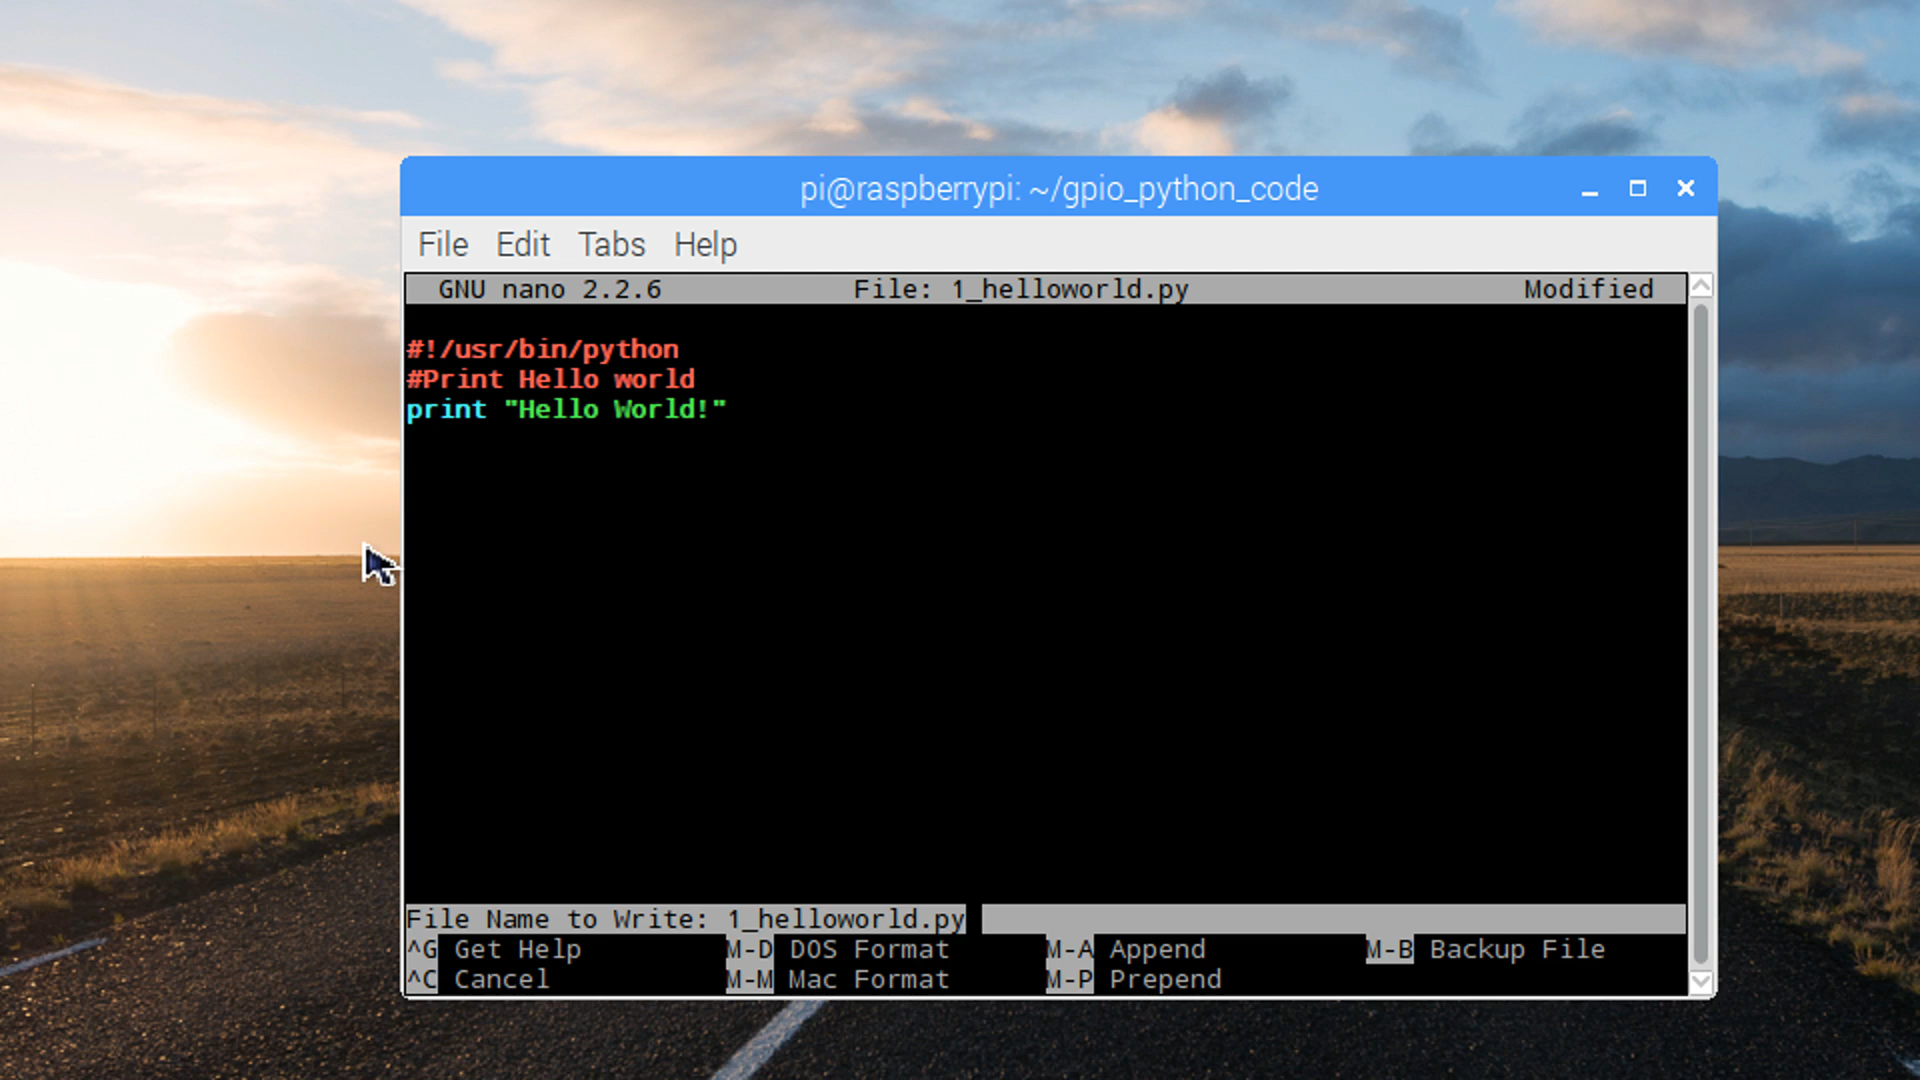 pi@raspberrypi: ~/gpio_python_code
File Edit Tabs Help
GNU nano 2.2.6 File: 1_helloworld.py Modified
#!/usr/bin/python
#Print Hello world
print "Hello World!"
File Name to Write: 1_helloworld.py
^G Get Help M-D DOS Format M-A Append M-B Backup File
^C Cancel M-M Mac Format M-P Prepend